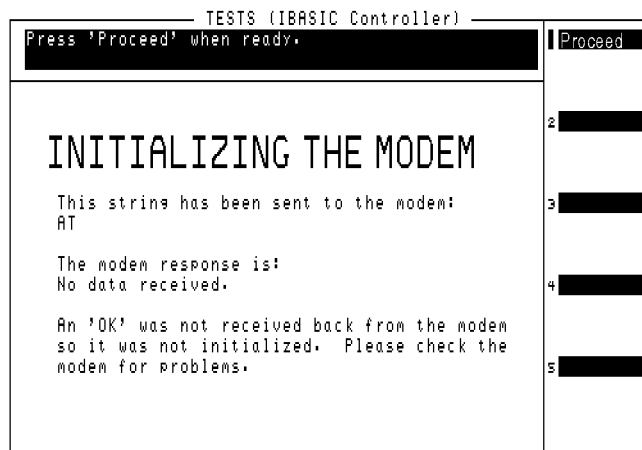 TESTS (IBASIC Controller)
Press 'Proceed' when ready.
Proceed
2
INITIALIZING THE MODEM
This string has been sent to the modem:
AT
3
The modem response is:
No data received.
4
An 'OK' was not received back from the modem
so it was not initialized. Please check the
modem for problems.
5